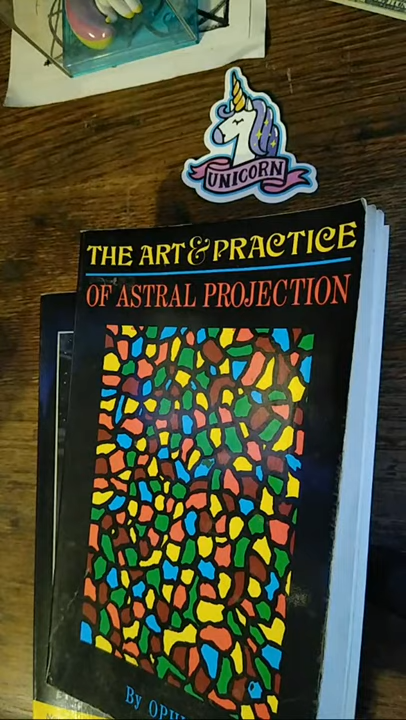 UNICORN
THE ART & PRACTICE
OF ASTRAL PROJECTION
By